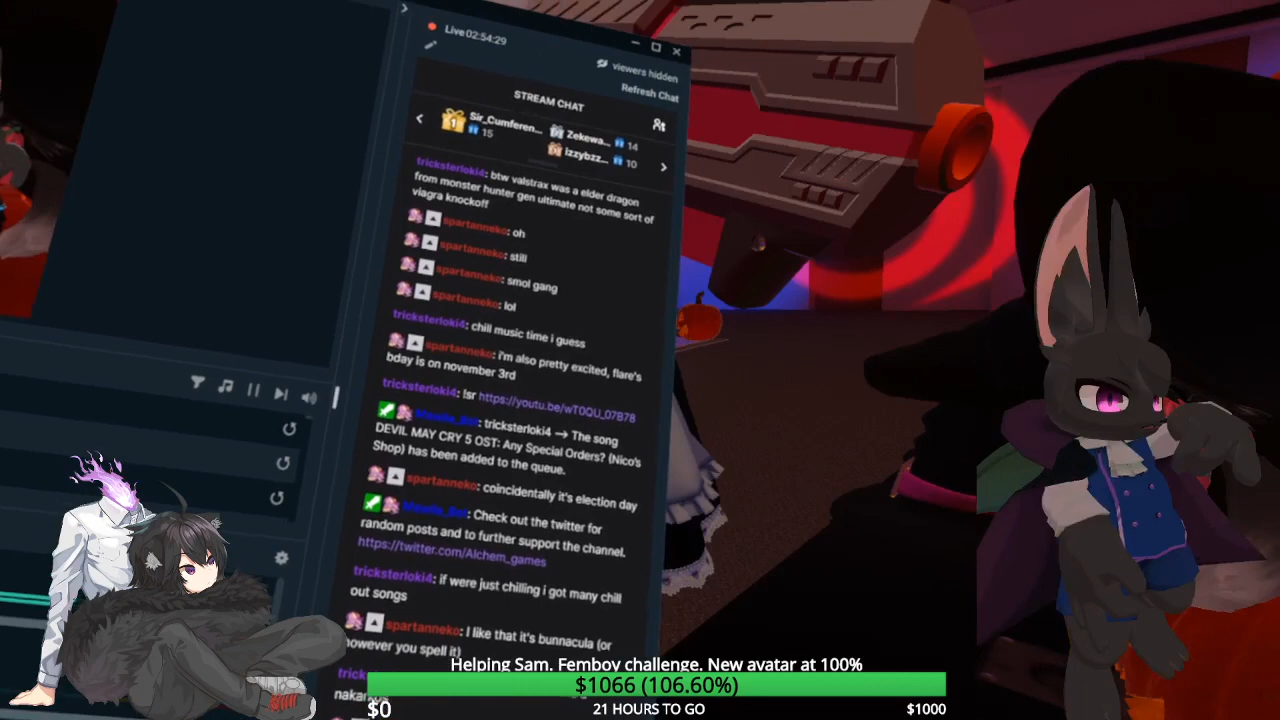 Live 02:54:29
viewers hidden
Refresh Chat
STREAM CHAT
1 Sir_Cumferen... 15
Zekewa... 14
izzybzz... 10
tricksterloki4: btw valstrax was a elder dragon
from monster hunter gen ultimate not some sort of
viagra knockoff
spartanneko: oh
spartanneko: still
spartanneko: smol gang
spartanneko: lol
tricksterloki4: chill music time i guess
spartanneko: i'm also pretty excited, flare's
bday is on november 3rd
tricksterloki4: !sr https://youtu.be/wT0QU_07B78
tricksterloki4 --> The song
DEVIL MAY CRY 5 OST: Any Special Orders? (Nico's
Shop) has been added to the queue.
spartanneko: coincidentally it's election day
Check out the twitter for
random posts and to further support the channel.
https://twitter.com/Alchem_games
tricksterloki4: if were just chilling i got many chill
out songs
spartanneko: I like that it's bunnacula (or
however you spell it)
Helping Sam. Femboy challenge. New avatar at 100%
$1066 (106.60%)
$0
21 HOURS TO GO
$1000